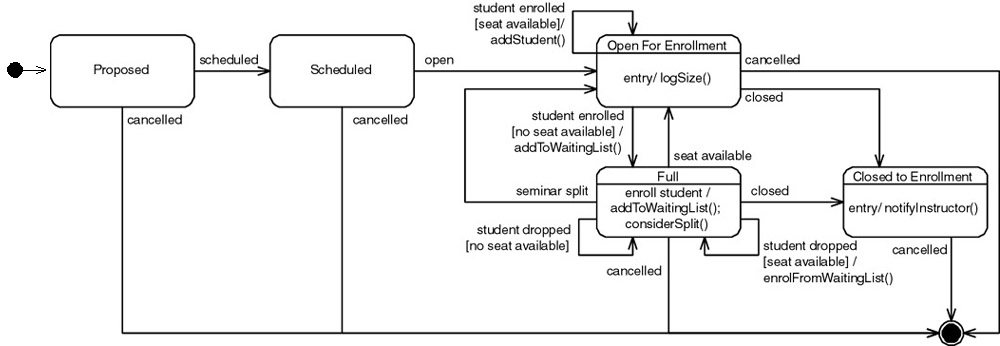 student enrolled
[seat available]/
addStudent()
Proposed
scheduled
Scheduled
open
Open For Enrollment
entry/ logSize()
cancelled
closed
cancelled
cancelled
student enrolled
[no seat available] /
addToWaitingList()
seat available
seminar split
Full
enroll student /
addToWaitingList();
considerSplit()
closed
Closed to Enrollment
entry/ notifyInstructor()
student dropped
[no seat available]
student dropped
[seat available] /
enrolFromWaitingList()
cancelled
cancelled